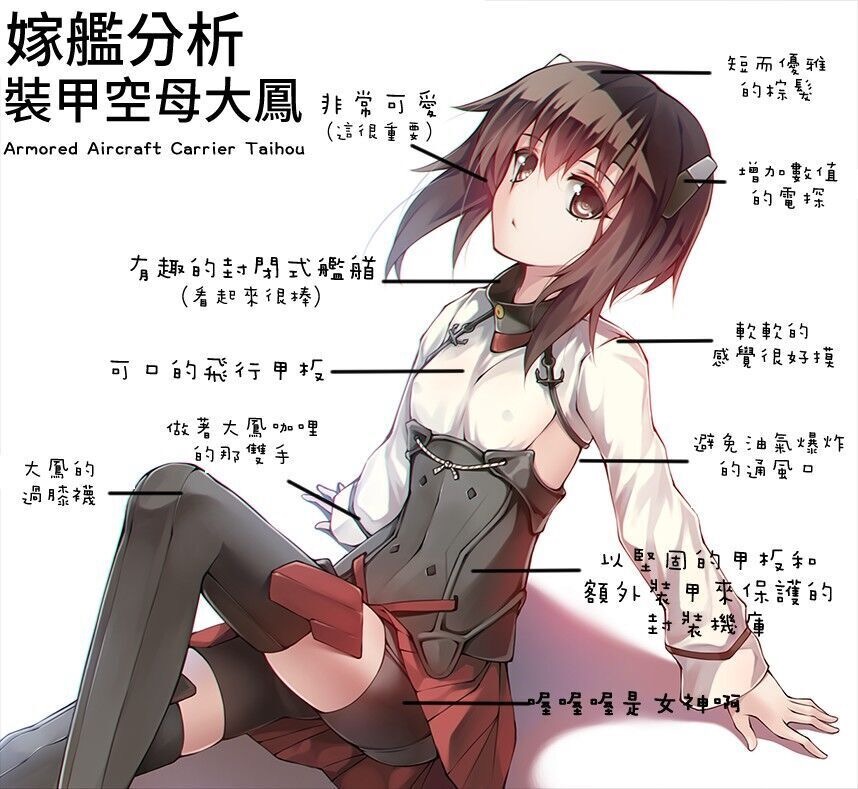 嫁艦分析
裝甲空母大鳳
Armored Aircraft Carrier Taihou
非常可愛
(這很重要)
短而優雅
的棕髮
增加數值
的電探
有趣的封閉式艦艏
(看起來很棒)
軟軟的
感覺很好摸
可口的飛行甲板
做著大鳳咖哩
的那雙手
避免油氣爆炸
的通風口
大鳳的
過膝襪
以堅固的甲板和
額外裝甲來保護的
封裝機庫
喔喔喔是女神啊